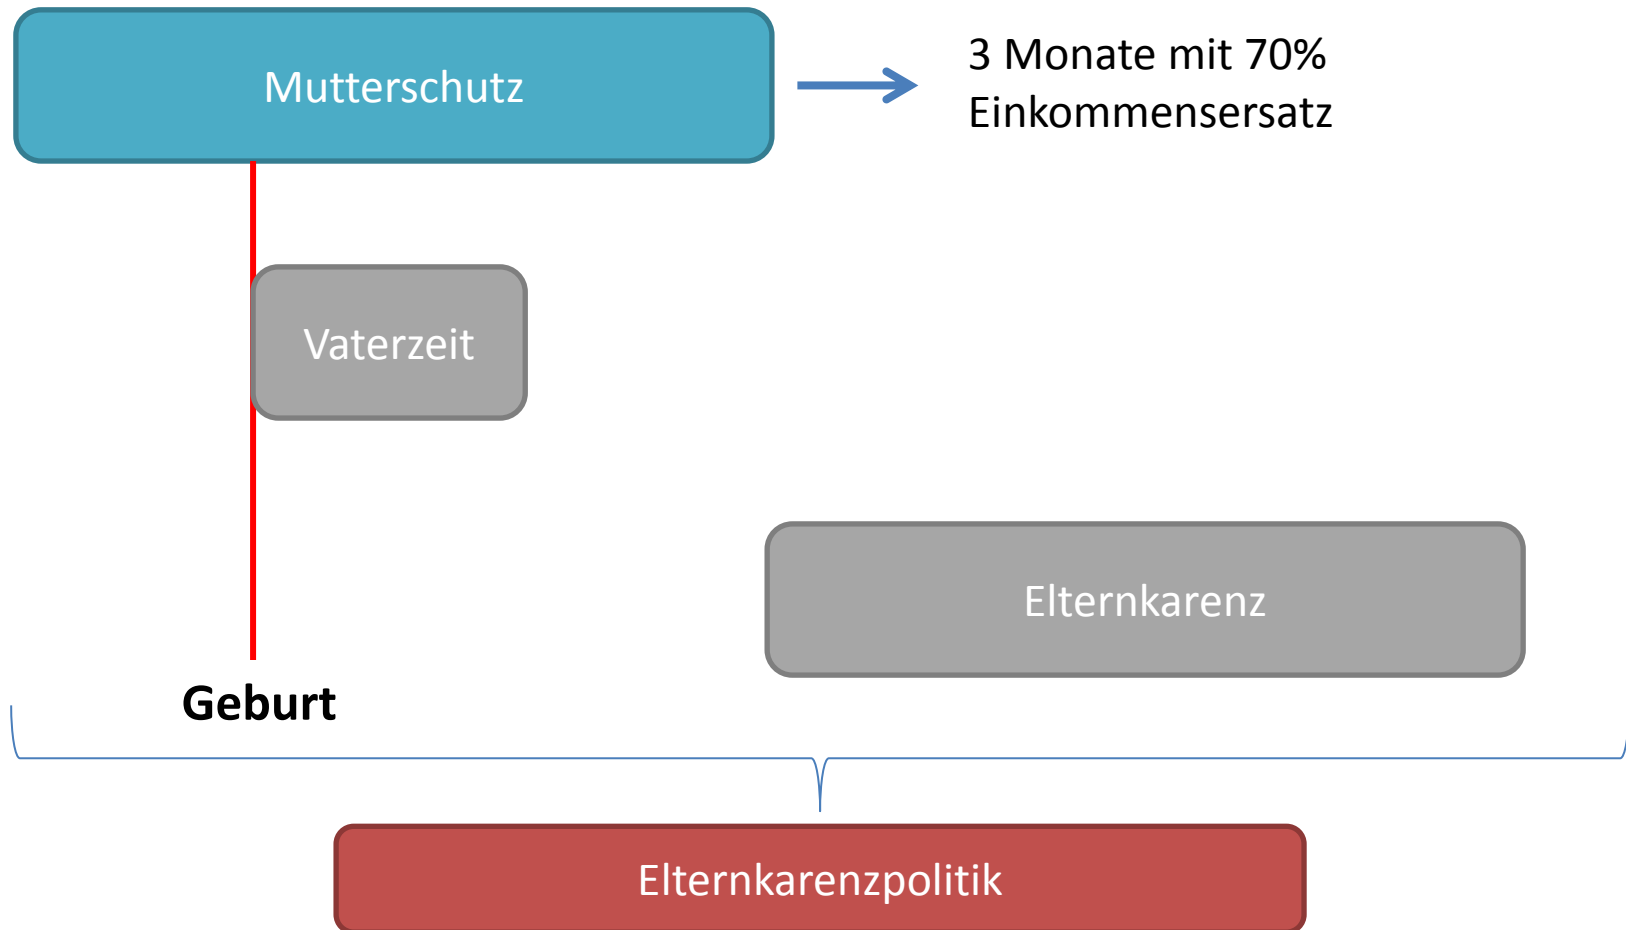 Mutterschutz
3 Monate mit 70%
Einkommensersatz
Vaterzeit
Elternkarenz
Geburt
Elternkarenzpolitik